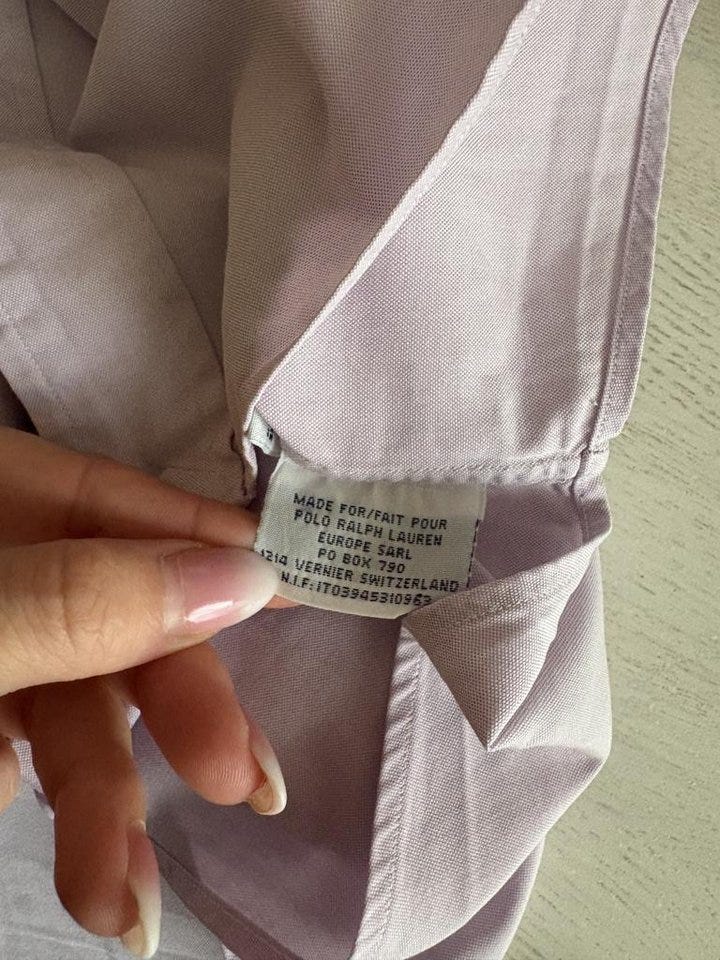 MADE FOR/FAIT POUR
POLO RALPH LAUREN
EUROPE SARL
PO BOX 790
1214 VERNIER SWITZERLAND
N.I.F: IT03945310963